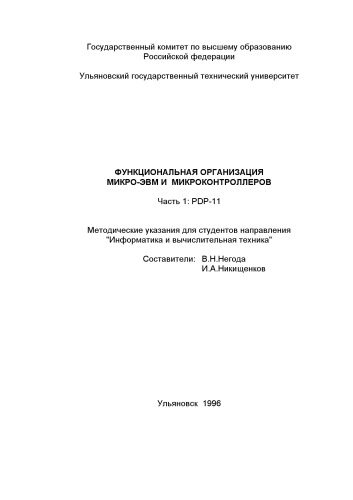 Государственный комитет по высшему образованию
Российской федерации
Ульяновский государственный технический университет
ФУНКЦИОНАЛЬНАЯ ОРГАНИЗАЦИЯ
МИКРО-ЭВМ И МИКРОКОНТРОЛЛЕРОВ
Часть 1: PDP-11
Методические указания для студентов направления
"Информатика и вычислительная техника"
Составители: В.Н.Негода
И.А.Никищенков
Ульяновск 1996